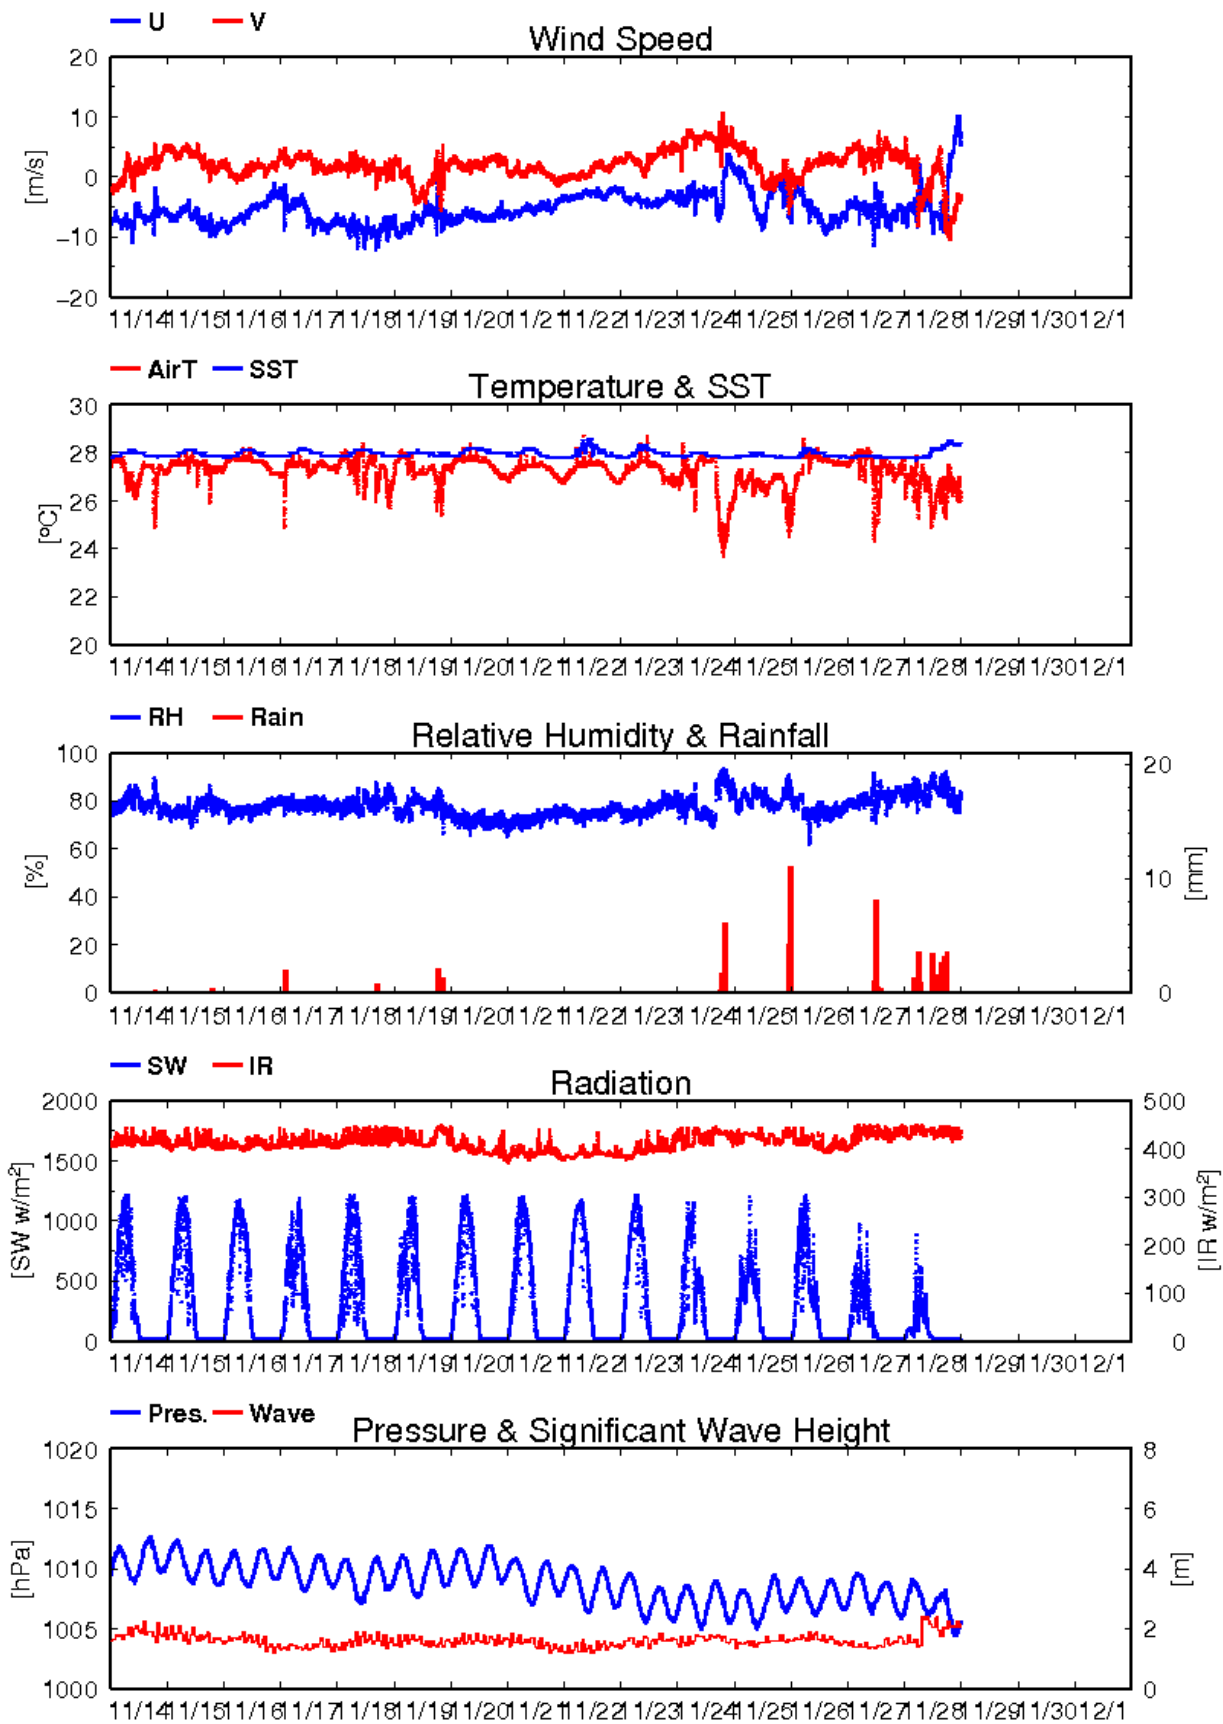 U V
Wind Speed
20
10
0
−10
−20
[m/s]
11/14 11/15 11/16 11/17 11/18 11/19 11/20 11/21 11/22 11/23 11/24 11/25 11/26 11/27 11/28 11/29 11/30 12/1
AirT SST
Temperature & SST
30
28
26
24
22
20
[ºC]
11/14 11/15 11/16 11/17 11/18 11/19 11/20 11/21 11/22 11/23 11/24 11/25 11/26 11/27 11/28 11/29 11/30 12/1
RH Rain
Relative Humidity & Rainfall
100
80
60
40
20
0
[%]
20
10
0
[mm]
11/14 11/15 11/16 11/17 11/18 11/19 11/20 11/21 11/22 11/23 11/24 11/25 11/26 11/27 11/28 11/29 11/30 12/1
SW IR
Radiation
2000
1500
1000
500
0
[SW w/m²]
500
400
300
200
100
0
[IR w/m²]
11/14 11/15 11/16 11/17 11/18 11/19 11/20 11/21 11/22 11/23 11/24 11/25 11/26 11/27 11/28 11/29 11/30 12/1
Pres. Wave
Pressure & Significant Wave Height
1020
1015
1010
1005
1000
[hPa]
8
6
4
2
0
[m]
11/14 11/15 11/16 11/17 11/18 11/19 11/20 11/21 11/22 11/23 11/24 11/25 11/26 11/27 11/28 11/29 11/30 12/1